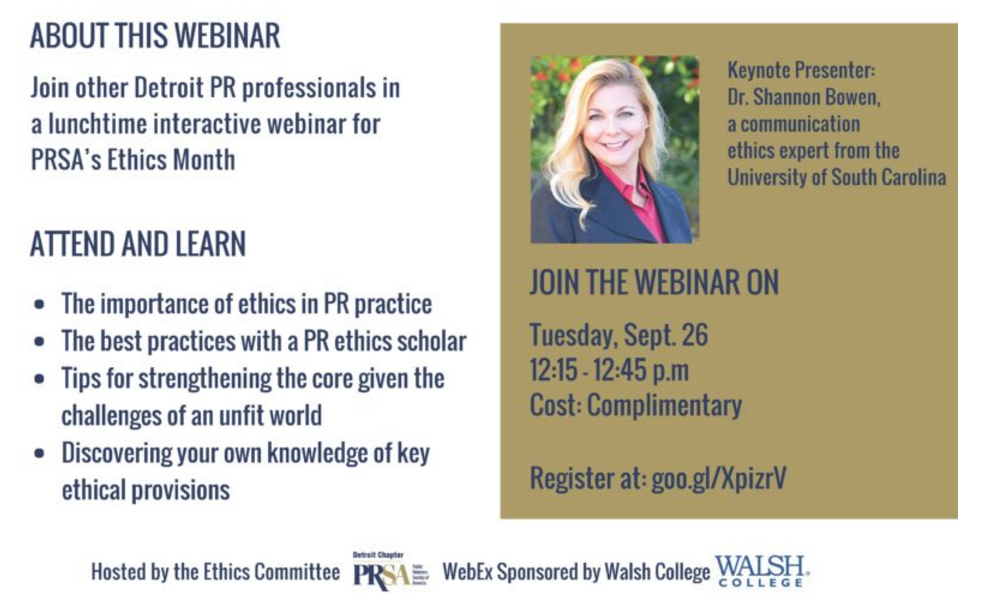 ABOUT THIS WEBINAR
Join other Detroit PR professionals in
a lunchtime interactive webinar for
PRSA's Ethics Month
ATTEND AND LEARN
• The importance of ethics in PR practice
• The best practices with a PR ethics scholar
• Tips for strengthening the core given the
challenges of an unfit world
• Discovering your own knowledge of key
ethical provisions
Keynote Presenter:
Dr. Shannon Bowen,
a communication
ethics expert from the
University of South Carolina
JOIN THE WEBINAR ON
Tuesday, Sept. 26
12:15 - 12:45 p.m
Cost: Complimentary
Register at: goo.gl/XpizrV
Hosted by the Ethics Committee
Detroit Chapter
PRSA
Public
Relations
Society of
America
WebEx Sponsored by Walsh College
WALSH
COLLEGE